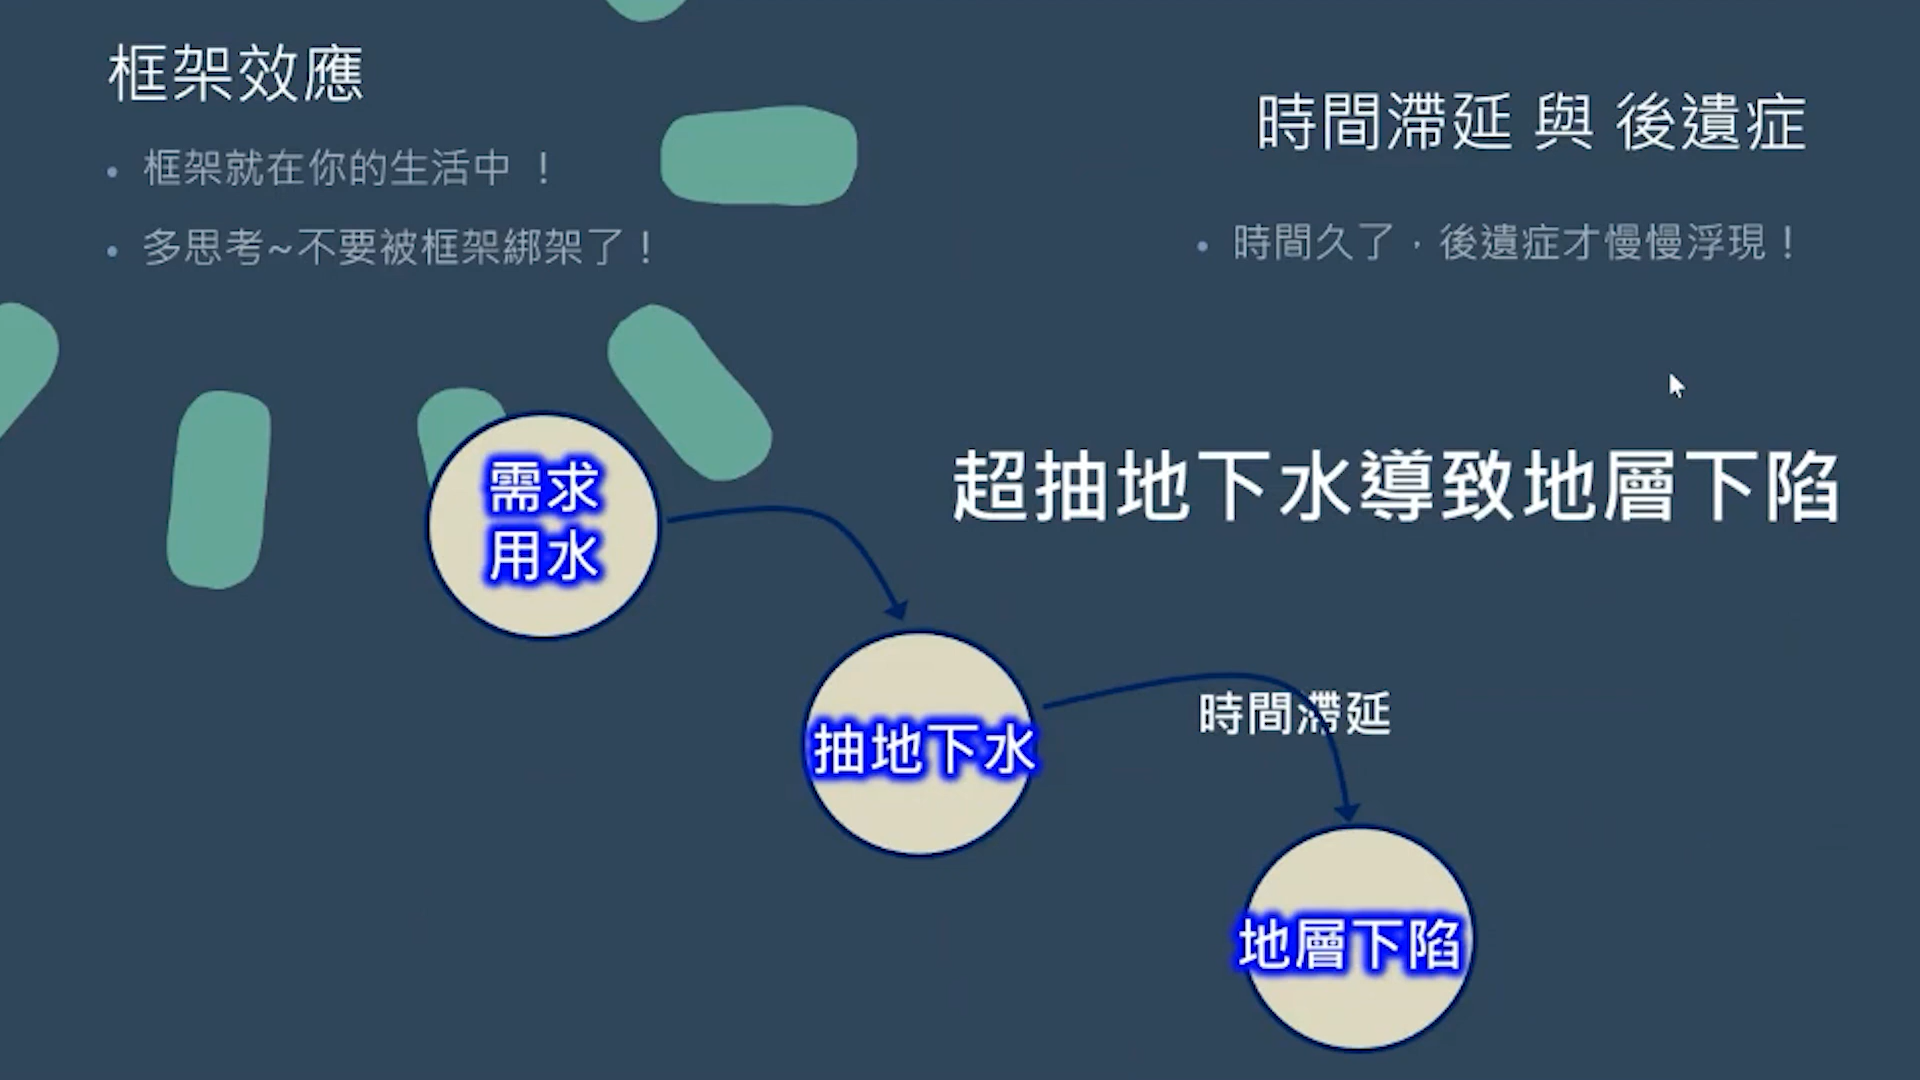 框架效應
• 框架就在你的生活中 !
• 多思考~不要被框架綁架了!
時間滯延 與 後遺症
• 時間久了，後遺症才慢慢浮現!
超抽地下水導致地層下陷
需求
用水
抽地下水
時間滯延
地層下陷